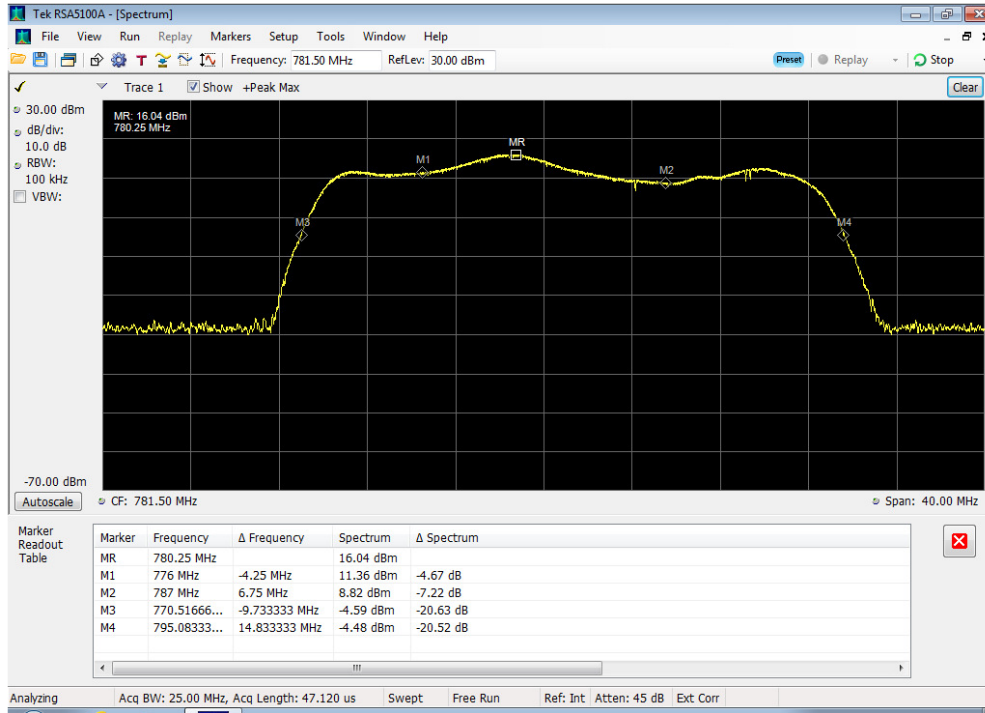 Tek RSA5100A - [Spectrum]
File View Run Replay Markers Setup Tools Window Help
T Frequency: 781.50 MHz RefLev: 30.00 dBm Preset Replay Stop
Trace 1 Show +Peak Max Clear
30.00 dBm
dB/div:
10.0 dB
RBW:
100 kHz
VBW:
MR: 16.04 dBm
780.25 MHz
MR
M1
M2
M3
M4
-70.00 dBm
Autoscale CF: 781.50 MHz Span: 40.00 MHz
Marker
Readout
Table
Marker Frequency Δ Frequency Spectrum Δ Spectrum
MR 780.25 MHz 16.04 dBm
M1 776 MHz -4.25 MHz 11.36 dBm -4.67 dB
M2 787 MHz 6.75 MHz 8.82 dBm -7.22 dB
M3 770.51666... -9.733333 MHz -4.59 dBm -20.63 dB
M4 795.08333... 14.833333 MHz -4.48 dBm -20.52 dB
Analyzing Acq BW: 25.00 MHz, Acq Length: 47.120 us Swept Free Run Ref: Int Atten: 45 dB Ext Corr